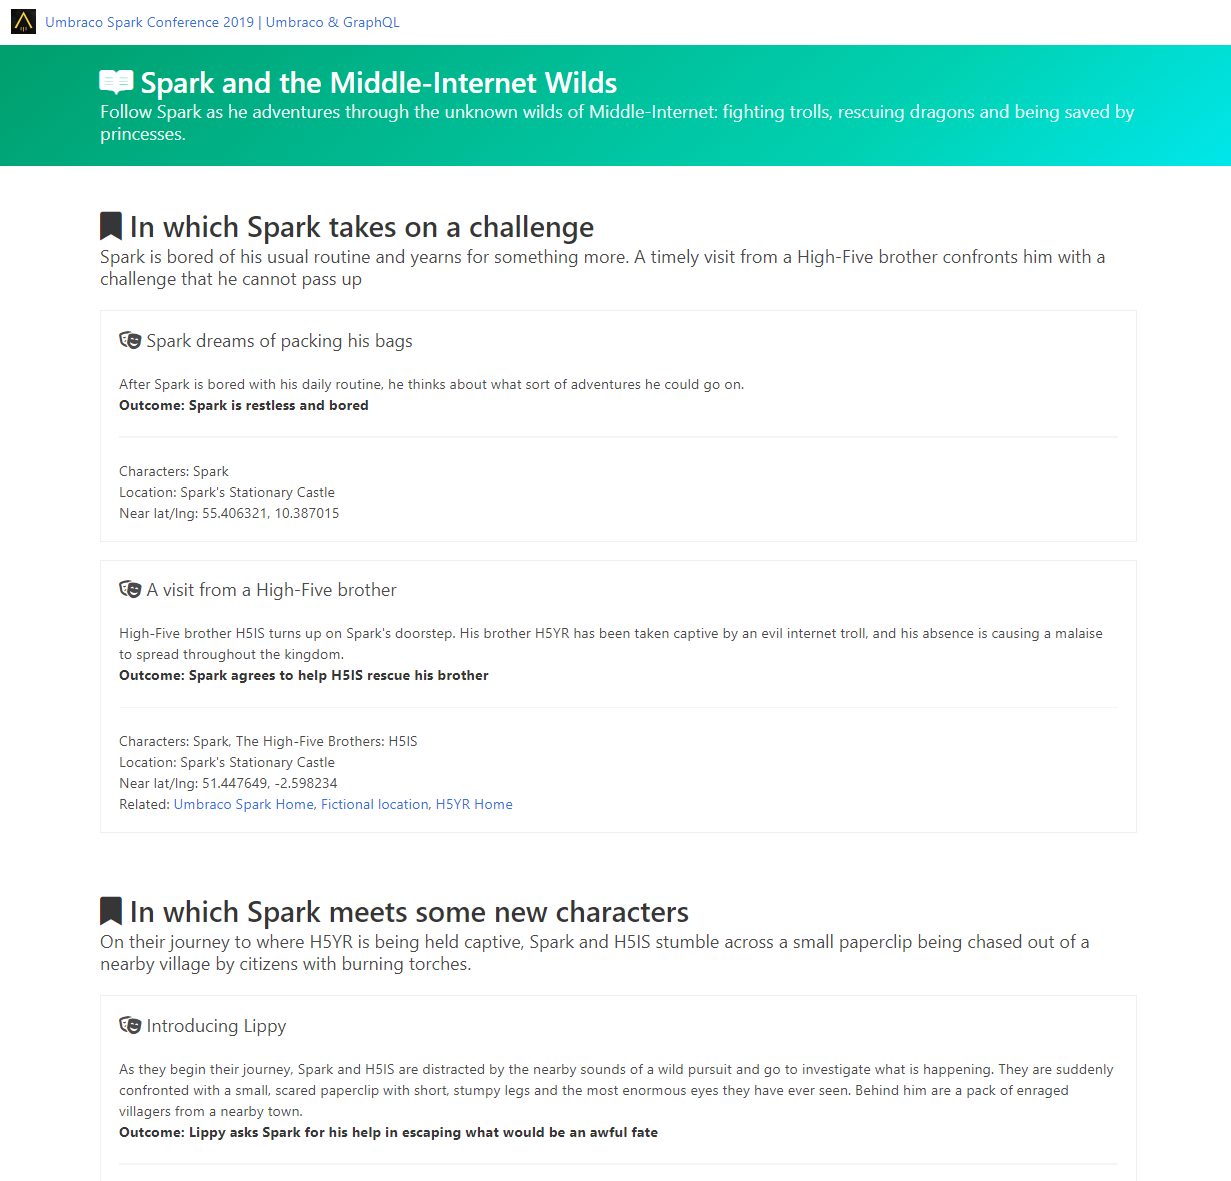 Umbraco Spark Conference 2019 | Umbraco & GraphQL
Spark and the Middle-Internet Wilds
Follow Spark as he adventures through the unknown wilds of Middle-Internet: fighting trolls, rescuing dragons and being saved by
princesses.
In which Spark takes on a challenge
Spark is bored of his usual routine and yearns for something more. A timely visit from a High-Five brother confronts him with a
challenge that he cannot pass up
Spark dreams of packing his bags
After Spark is bored with his daily routine, he thinks about what sort of adventures he could go on.
Outcome: Spark is restless and bored
Characters: Spark
Location: Spark's Stationary Castle
Near lat/lng: 55.406321, 10.387015
A visit from a High-Five brother
High-Five brother H5IS turns up on Spark's doorstep. His brother H5YR has been taken captive by an evil internet troll, and his absence is causing a malaise
to spread throughout the kingdom.
Outcome: Spark agrees to help H5IS rescue his brother
Characters: Spark, The High-Five Brothers: H5IS
Location: Spark's Stationary Castle
Near lat/lng: 51.447649, -2.598234
Related: Umbraco Spark Home, Fictional location, H5YR Home
In which Spark meets some new characters
On their journey to where H5YR is being held captive, Spark and H5IS stumble across a small paperclip being chased out of a
nearby village by citizens with burning torches.
Introducing Lippy
As they begin their journey, Spark and H5IS are distracted by the nearby sounds of a wild pursuit and go to investigate what is happening. They are suddenly
confronted with a small, scared paperclip with short, stumpy legs and the most enormous eyes they have ever seen. Behind him are a pack of enraged
villagers from a nearby town.
Outcome: Lippy asks Spark for his help in escaping what would be an awful fate